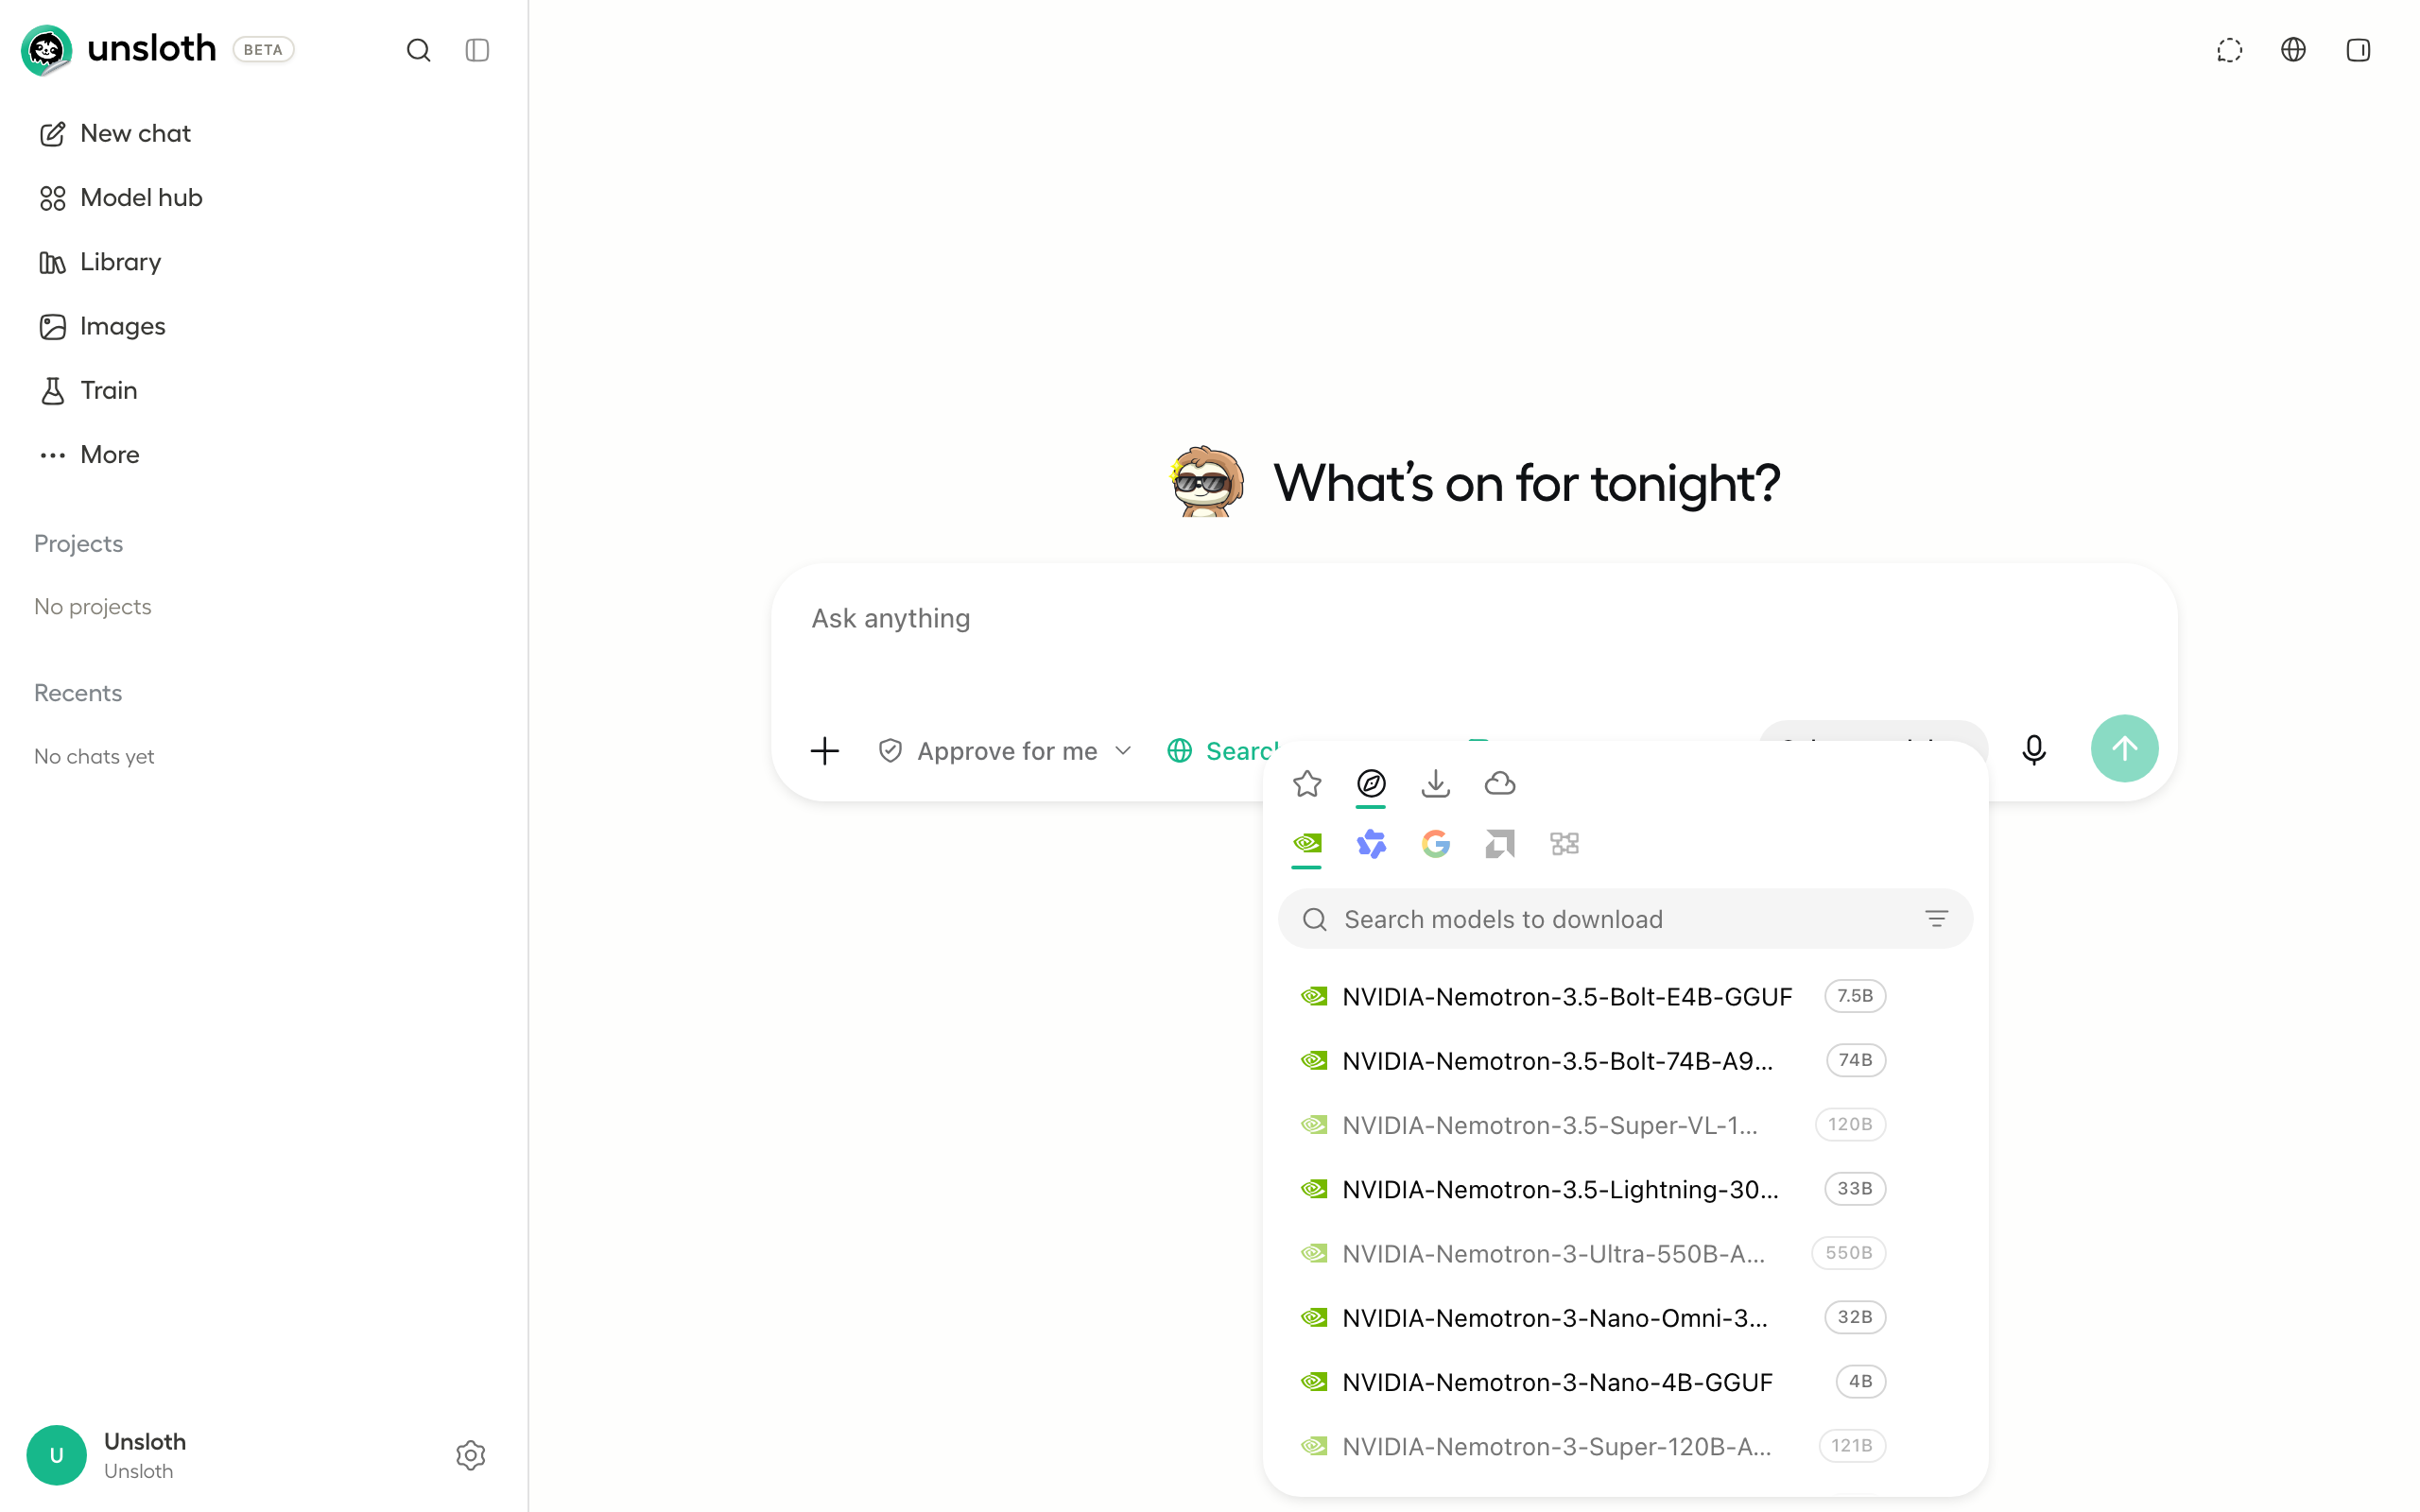 unsloth BETA
New chat
Model hub
Library
Images
Train
More
Projects
No projects
Recents
No chats yet
Unsloth
Unsloth
U
What's on for tonight?
Ask anything
Approve for me
Search models to download
NVIDIA-Nemotron-3.5-Bolt-E4B-GGUF 7.5B
NVIDIA-Nemotron-3.5-Bolt-74B-A9... 74B
NVIDIA-Nemotron-3.5-Super-VL-1... 120B
NVIDIA-Nemotron-3.5-Lightning-30... 33B
NVIDIA-Nemotron-3-Ultra-550B-A... 550B
NVIDIA-Nemotron-3-Nano-Omni-3... 32B
NVIDIA-Nemotron-3-Nano-4B-GGUF 4B
NVIDIA-Nemotron-3-Super-120B-A... 121B